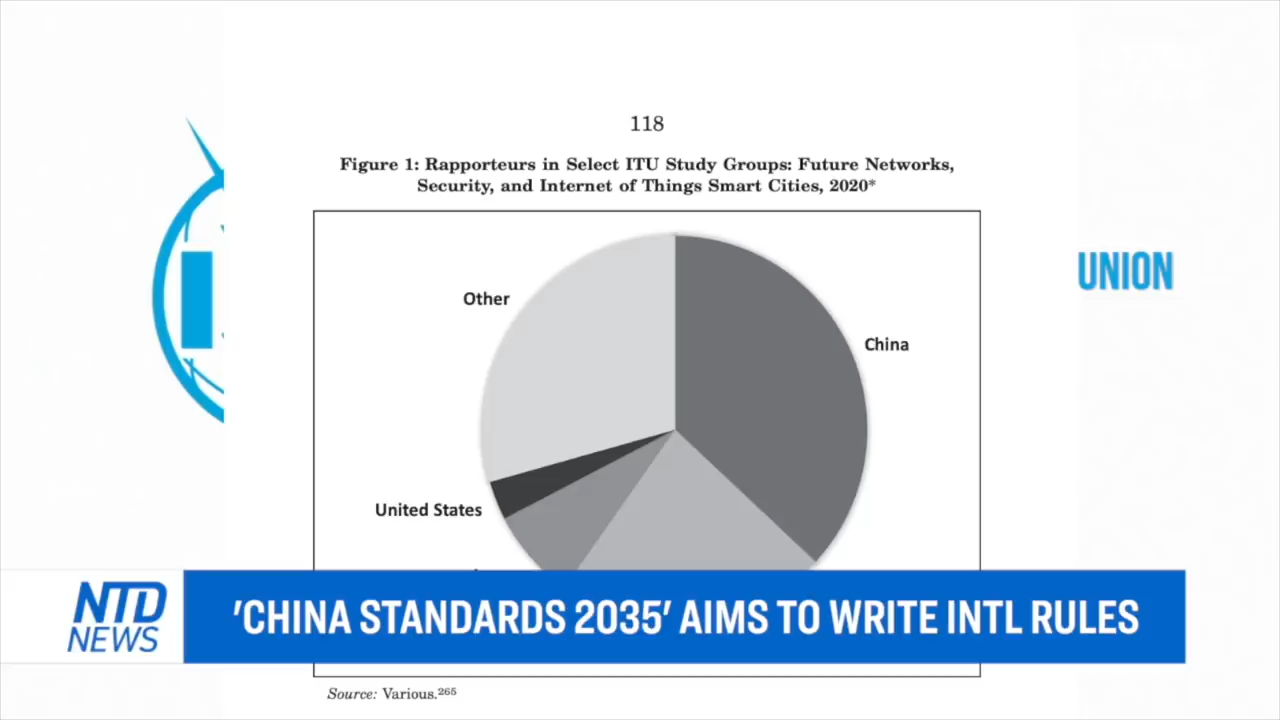 118
Figure 1: Rapporteurs in Select ITU Study Groups: Future Networks,
Security, and Internet of Things Smart Cities, 2020*
Other
China
UNION
United States
NTD
NEWS
'CHINA STANDARDS 2035' AIMS TO WRITE INTL RULES
Source: Various.265